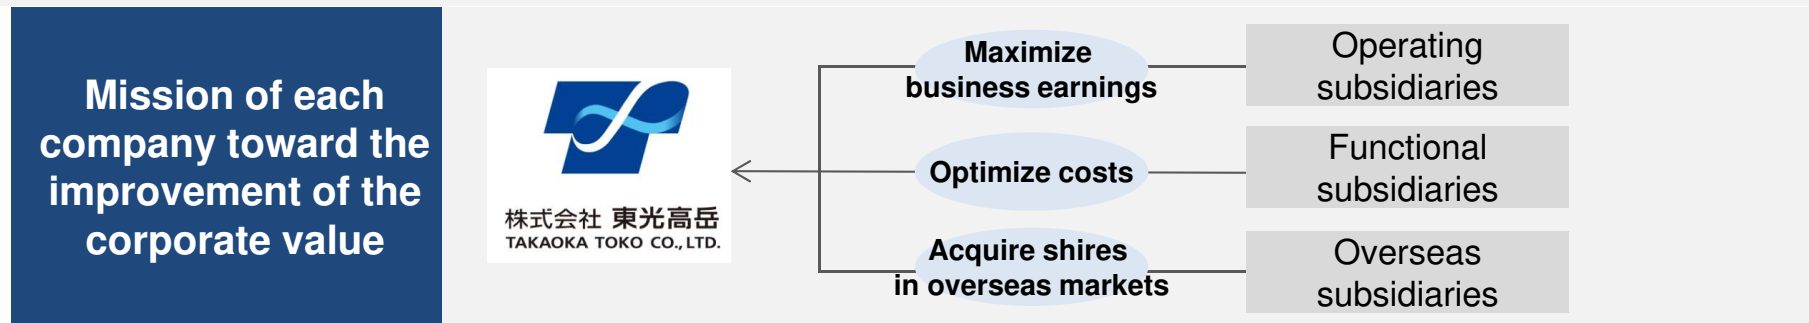 Mission of each
company toward the
improvement of the
corporate value
株式会社 東光高岳
TAKAOKA TOKO CO., LTD.
Maximize
business earnings
Operating
subsidiaries
Optimize costs
Functional
subsidiaries
Acquire shires
in overseas markets
Overseas
subsidiaries